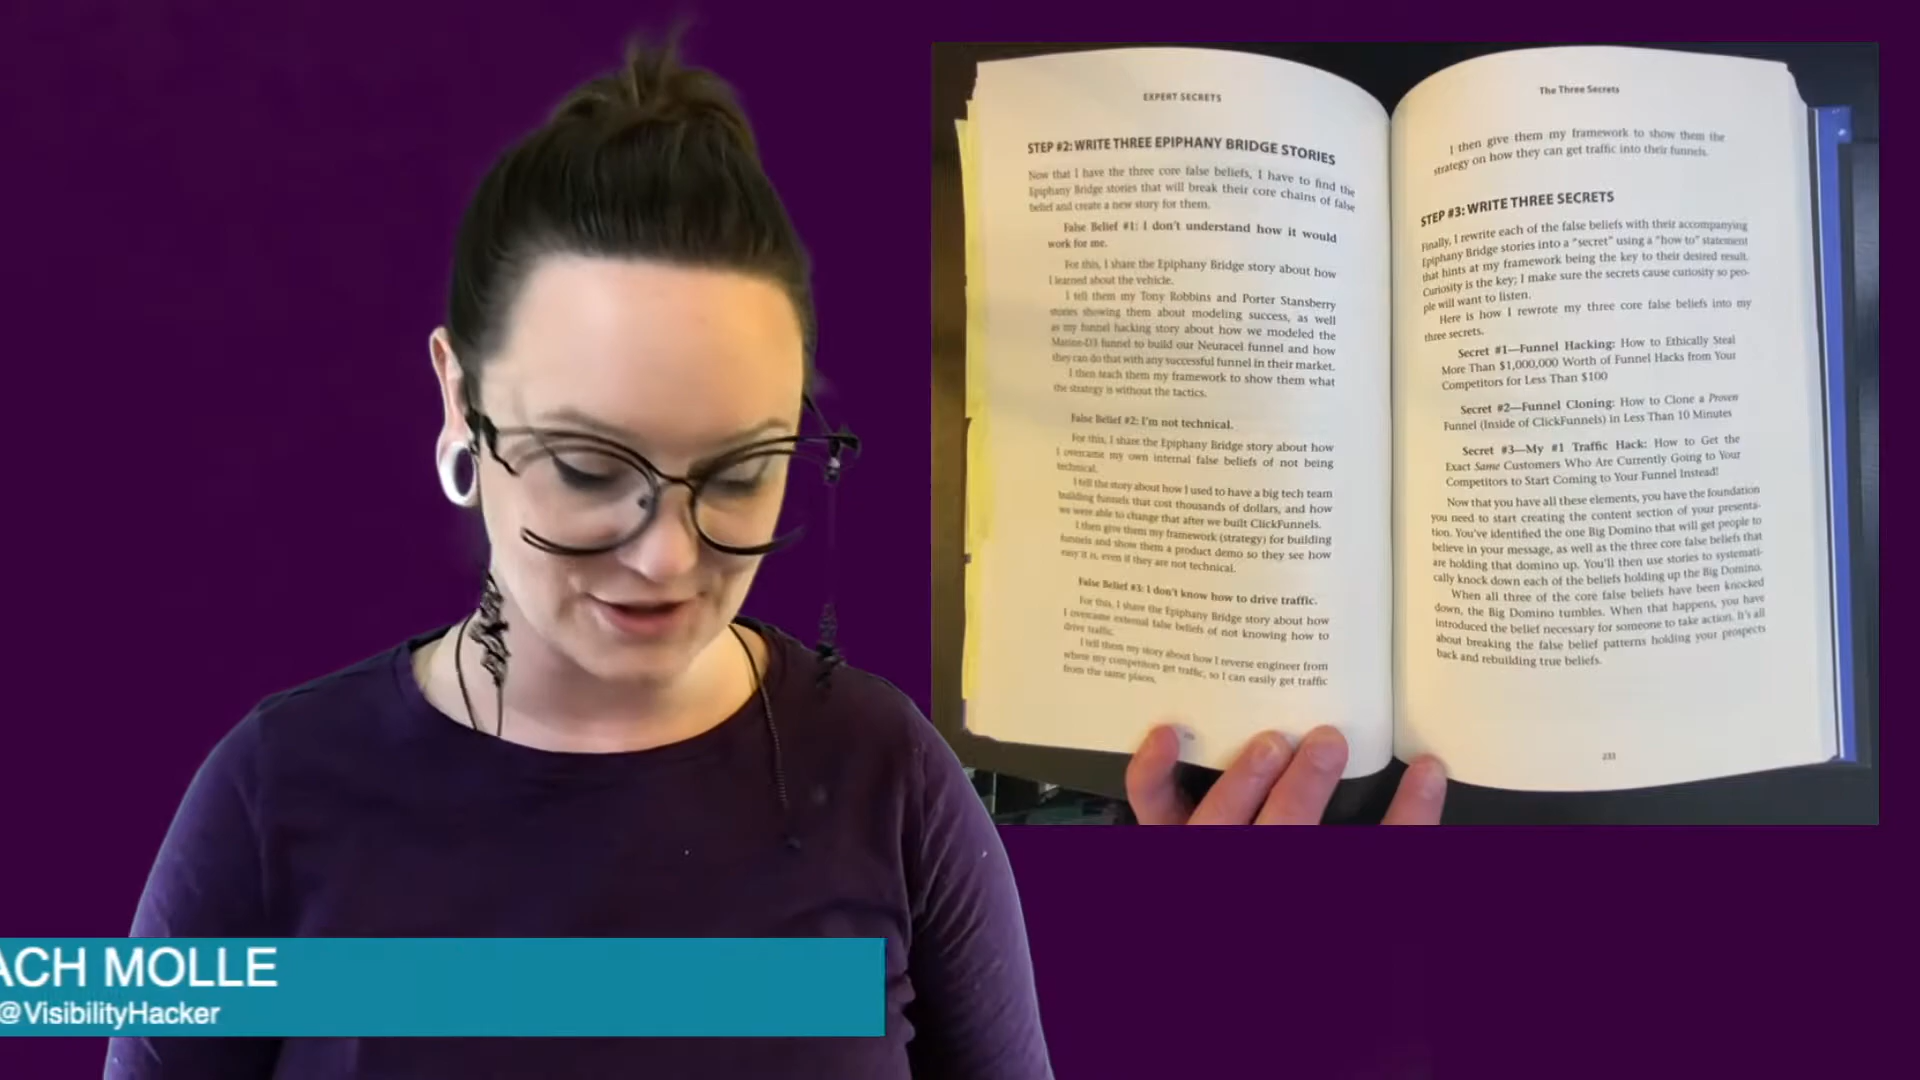 EXPERT SECRETS
STEP #2: WRITE THREE EPIPHANY BRIDGE STORIES
Now that I have the three core false beliefs, I have to find the
Epiphany Bridge stories that will break their core chains of false
belief and create a new story for them.
False Belief #1: I don't understand how it would
work for me.
For this, I share the Epiphany Bridge story about how
I learned about the vehicle.
I tell them my Tony Robbins and Porter Stansberry
stories showing them about modeling success, as well
as my funnel hacking story about how we modeled the
Marine-D3 funnel to build our Neuracel funnel and how
they can do that with any successful funnel in their market.
I then teach them my framework to show them what
the strategy is without the tactics.
False Belief #2: I'm not technical.
For this, I share the Epiphany Bridge story about how
I overcame my own internal false beliefs of not being
technical.
I tell the story about how I used to have a big tech team
building funnels that cost thousands of dollars, and how
we were able to change that after we built ClickFunnels.
I then give them my framework (strategy) for building
funnels and show them a product demo so they see how
easy it is, even if they are not technical.
False Belief #3: I don't know how to drive traffic.
For this, I share the Epiphany Bridge story about how
I overcame external false beliefs of not knowing how to
drive traffic.
I tell them my story about how I reverse engineer from
where my competitors get traffic, so I can easily get traffic
from the same places.
The Three Secrets
I then give them my framework to show them the
strategy on how they can get traffic into their funnels.
STEP #3: WRITE THREE SECRETS
Finally, I rewrite each of the false beliefs with their accompanying
Epiphany Bridge stories into a “secret” using a “how to” statement
that hints at my framework being the key to their desired result.
Curiosity is the key; I make sure the secrets cause curiosity so peo-
ple will want to listen.
Here is how I rewrote my three core false beliefs into my
three secrets.
Secret #1—Funnel Hacking: How to Ethically Steal
More Than $1,000,000 Worth of Funnel Hacks from Your
Competitors for Less Than $100
Secret #2—Funnel Cloning: How to Clone a Proven
Funnel (Inside of ClickFunnels) in Less Than 10 Minutes
Secret #3—My #1 Traffic Hack: How to Get the
Exact Same Customers Who Are Currently Going to Your
Competitors to Start Coming to Your Funnel Instead!
Now that you have all these elements, you have the foundation
you need to start creating the content section of your presenta-
tion. You've identified the one Big Domino that will get people to
believe in your message, as well as the three core false beliefs that
are holding that domino up. You'll then use stories to systemati-
cally knock down each of the beliefs holding up the Big Domino.
When all three of the core false beliefs have been knocked
down, the Big Domino tumbles. When that happens, you have
introduced the belief necessary for someone to take action. It's all
about breaking the false belief patterns holding your prospects
back and rebuilding true beliefs.
233
ACH MOLLE
@VisibilityHacker